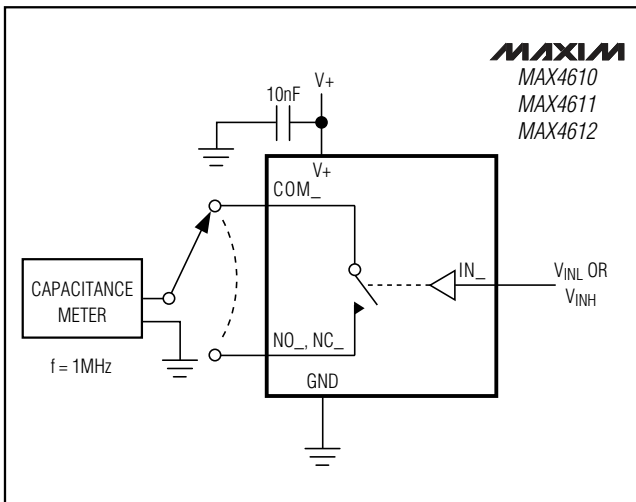 MAXIM
MAX4610
MAX4611
MAX4612
V+
10nF
V+
COM_
IN_
VINL OR
VINH
CAPACITANCE
METER
NO_, NC_
f = 1MHz
GND